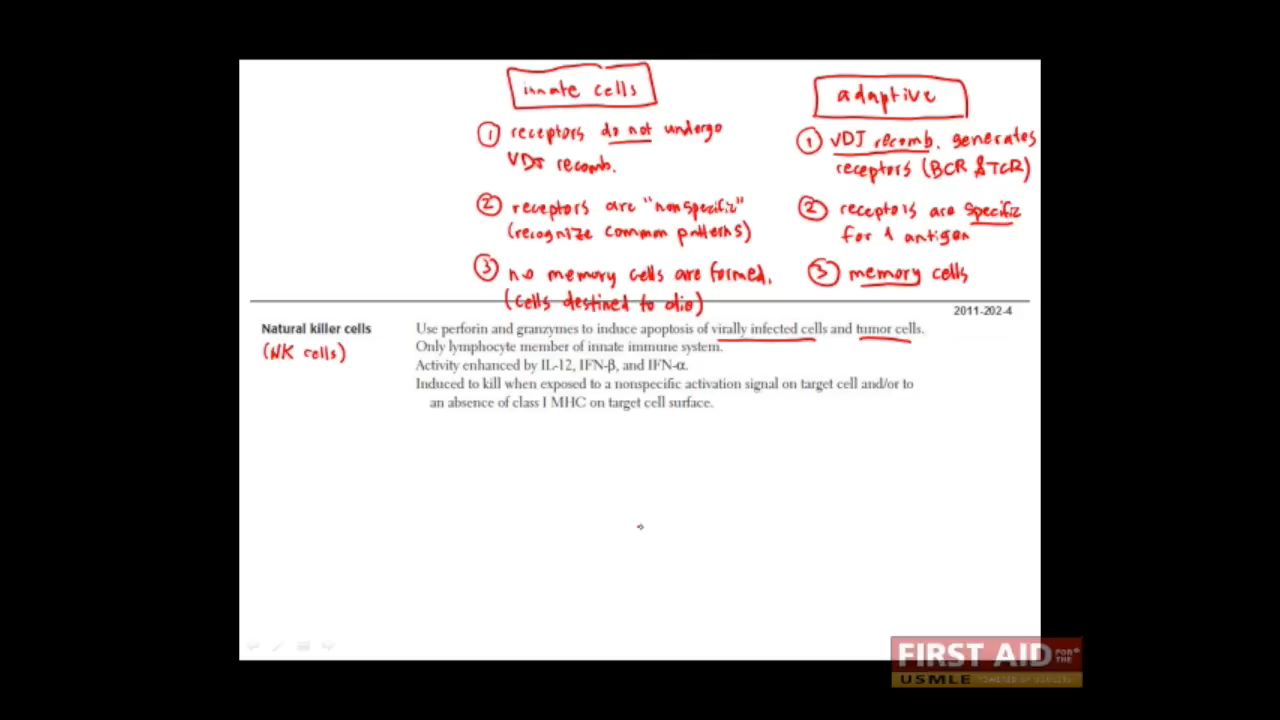 innate cells
① receptors do not undergo
VDJ recomb.
② receptors are "nonspecific"
(recognize common patterns)
③ no memory cells are formed.
(cells destined to die)
adaptive
① VDJ recomb. generates
receptors (BCR & TCR)
② receptors are specific
for 1 antigen
③ memory cells
2011-202-4
Natural killer cells
(NK cells)
Use perforin and granzymes to induce apoptosis of virally infected cells and tumor cells.
Only lymphocyte member of innate immune system.
Activity enhanced by IL-12, IFN-β, and IFN-α.
Induced to kill when exposed to a nonspecific activation signal on target cell and/or to
an absence of class I MHC on target cell surface.
FIRST AID FOR THE
USMLE